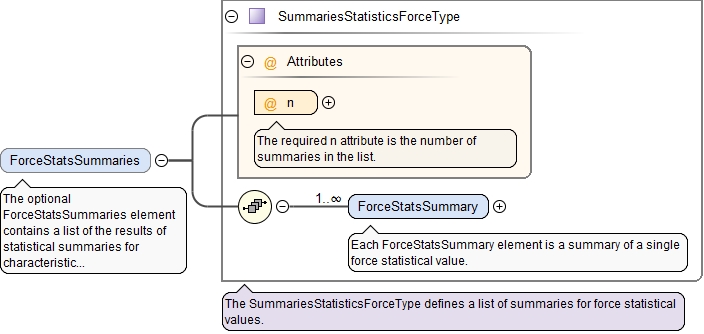 SummariesStatisticsForceType
@ Attributes
@ n
The required n attribute is the number of
summaries in the list.
ForceStatsSummaries
The optional
ForceStatsSummaries element
contains a list of the results of
statistical summaries for
characteristic...
1..∞
ForceStatsSummary
Each ForceStatsSummary element is a summary of a single
force statistical value.
The SummariesStatisticsForceType defines a list of summaries for force statistical
values.